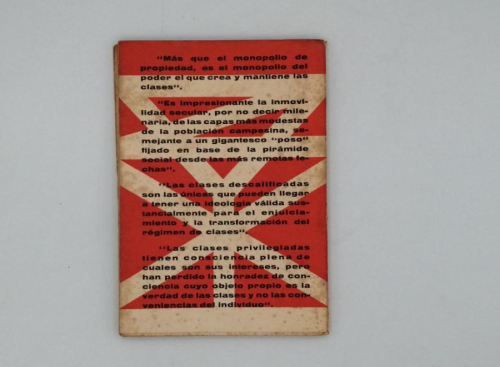 "Más que el monopolio de
propiedad, es el monopolio del
poder el que crea y mantiene las
clases".
"Es impresionante la inmovi-
lidad secular, por no decir mile-
naria, de las capas más modestas
de la población campesina, se-
mejante a un gigantesco "poso"
fijado en base de la pirámide
social desde las más remotas fe-
chas".
"Las clases descalificadas
son las únicas que pueden llegar
a tener una ideología válida sus-
tancialmente para el enjuicia-
miento y la transformación del
régimen de clases".
"Las clases privilegiadas
tienen consciencia plena de
cuales son sus intereses, pero
han perdido la honradez de con-
ciencia cuyo objeto propio es la
verdad de las clases y no las con-
veniencias del individuo".